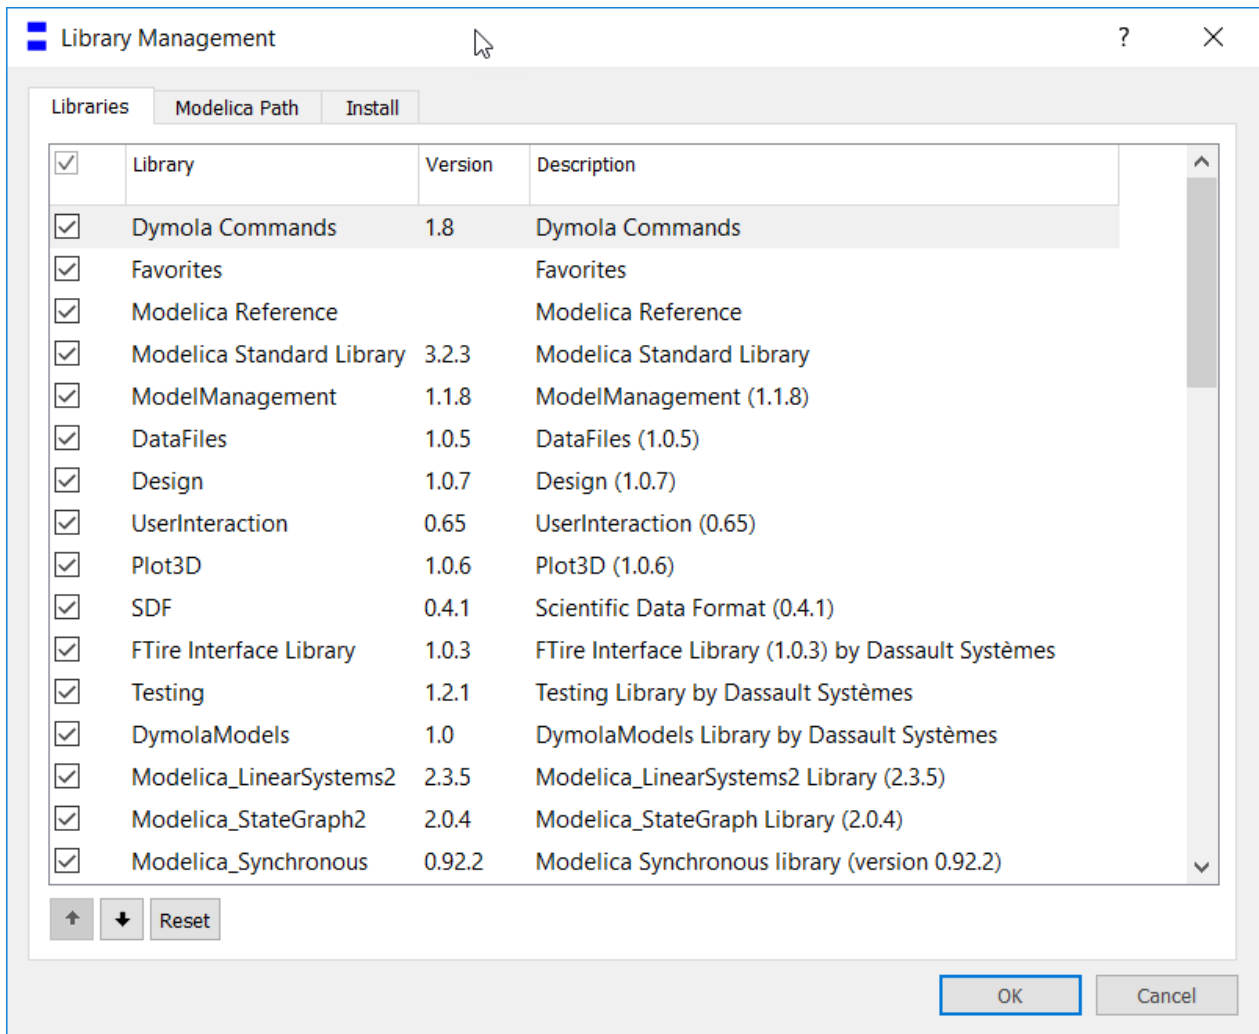 Library Management ?
Libraries Modelica Path Install
Library Version Description
Dymola Commands 1.8 Dymola Commands
Favorites Favorites
Modelica Reference Modelica Reference
Modelica Standard Library 3.2.3 Modelica Standard Library
ModelManagement 1.1.8 ModelManagement (1.1.8)
DataFiles 1.0.5 DataFiles (1.0.5)
Design 1.0.7 Design (1.0.7)
UserInteraction 0.65 UserInteraction (0.65)
Plot3D 1.0.6 Plot3D (1.0.6)
SDF 0.4.1 Scientific Data Format (0.4.1)
FTire Interface Library 1.0.3 FTire Interface Library (1.0.3) by Dassault Systèmes
Testing 1.2.1 Testing Library by Dassault Systèmes
DymolaModels 1.0 DymolaModels Library by Dassault Systèmes
Modelica_LinearSystems2 2.3.5 Modelica_LinearSystems2 Library (2.3.5)
Modelica_StateGraph2 2.0.4 Modelica_StateGraph Library (2.0.4)
Modelica_Synchronous 0.92.2 Modelica Synchronous library (version 0.92.2)
Reset
OK Cancel